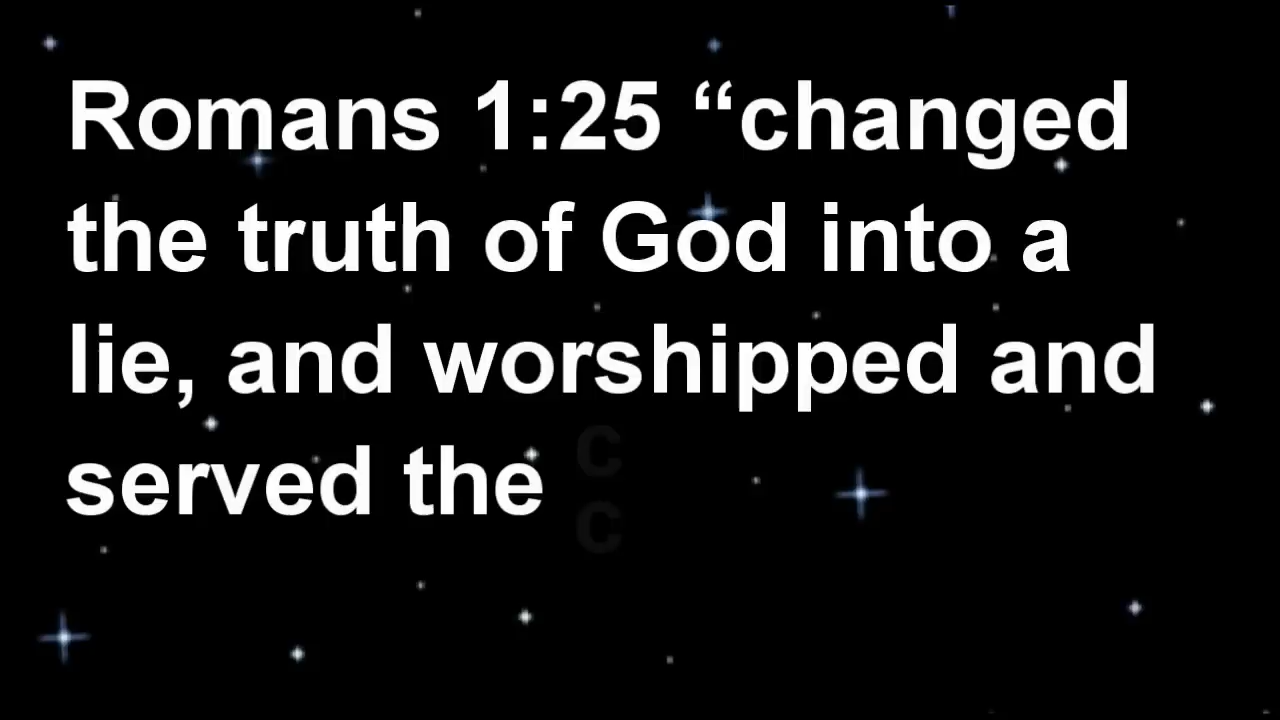 Romans 1:25 “changed
the truth of God into a
lie, and worshipped and
served the c
c